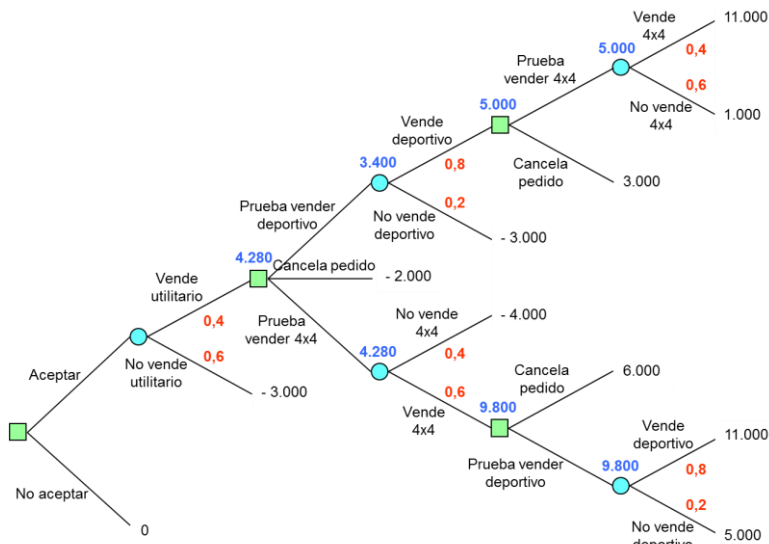 Vende
4x4
11.000
5.000
0,4
Prueba
vender 4x4
0,6
5.000
No vende
4x4
1.000
Vende
deportivo
3.400
0,8
Cancela
pedido
3.000
Prueba vender
deportivo
0,2
No vende
deportivo
- 3.000
4.280
Cancela pedido
- 2.000
Vende
utilitario
0,4
Prueba
vender 4x4
No vende
4x4
- 4.000
0,6
4.280
0,4
No vende
utilitario
Aceptar
- 3.000
0,6
Cancela
pedido
6.000
Vende
4x4
9.800
Vende
deportivo
11.000
Prueba vender
deportivo
9.800
0,8
No aceptar
0,2
0
No vende
deportivo
5.000